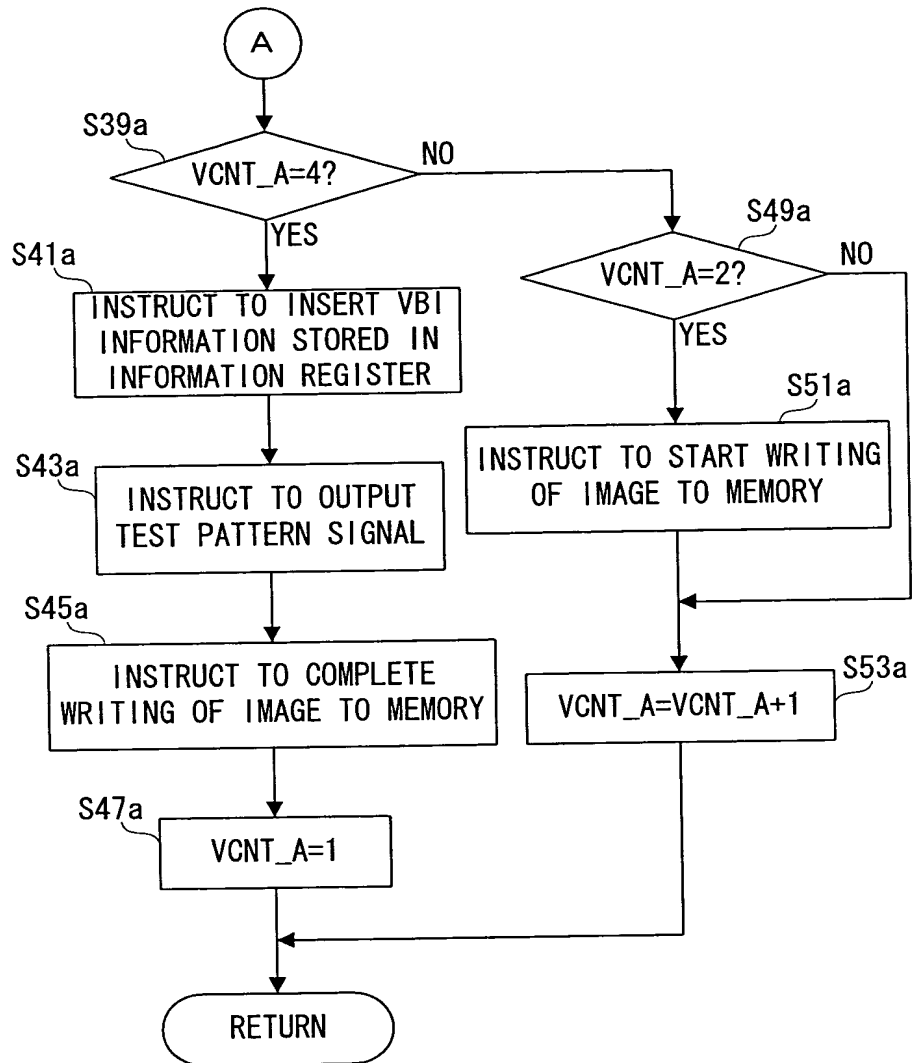 A
S39a
VCNT_A=4?
NO
YES
S49a
VCNT_A=2?
NO
YES
S41a
INSTRUCT TO INSERT VBI
INFORMATION STORED IN
INFORMATION REGISTER
S51a
INSTRUCT TO START WRITING
OF IMAGE TO MEMORY
S43a
INSTRUCT TO OUTPUT
TEST PATTERN SIGNAL
S45a
INSTRUCT TO COMPLETE
WRITING OF IMAGE TO MEMORY
S53a
VCNT_A=VCNT_A+1
S47a
VCNT_A=1
RETURN